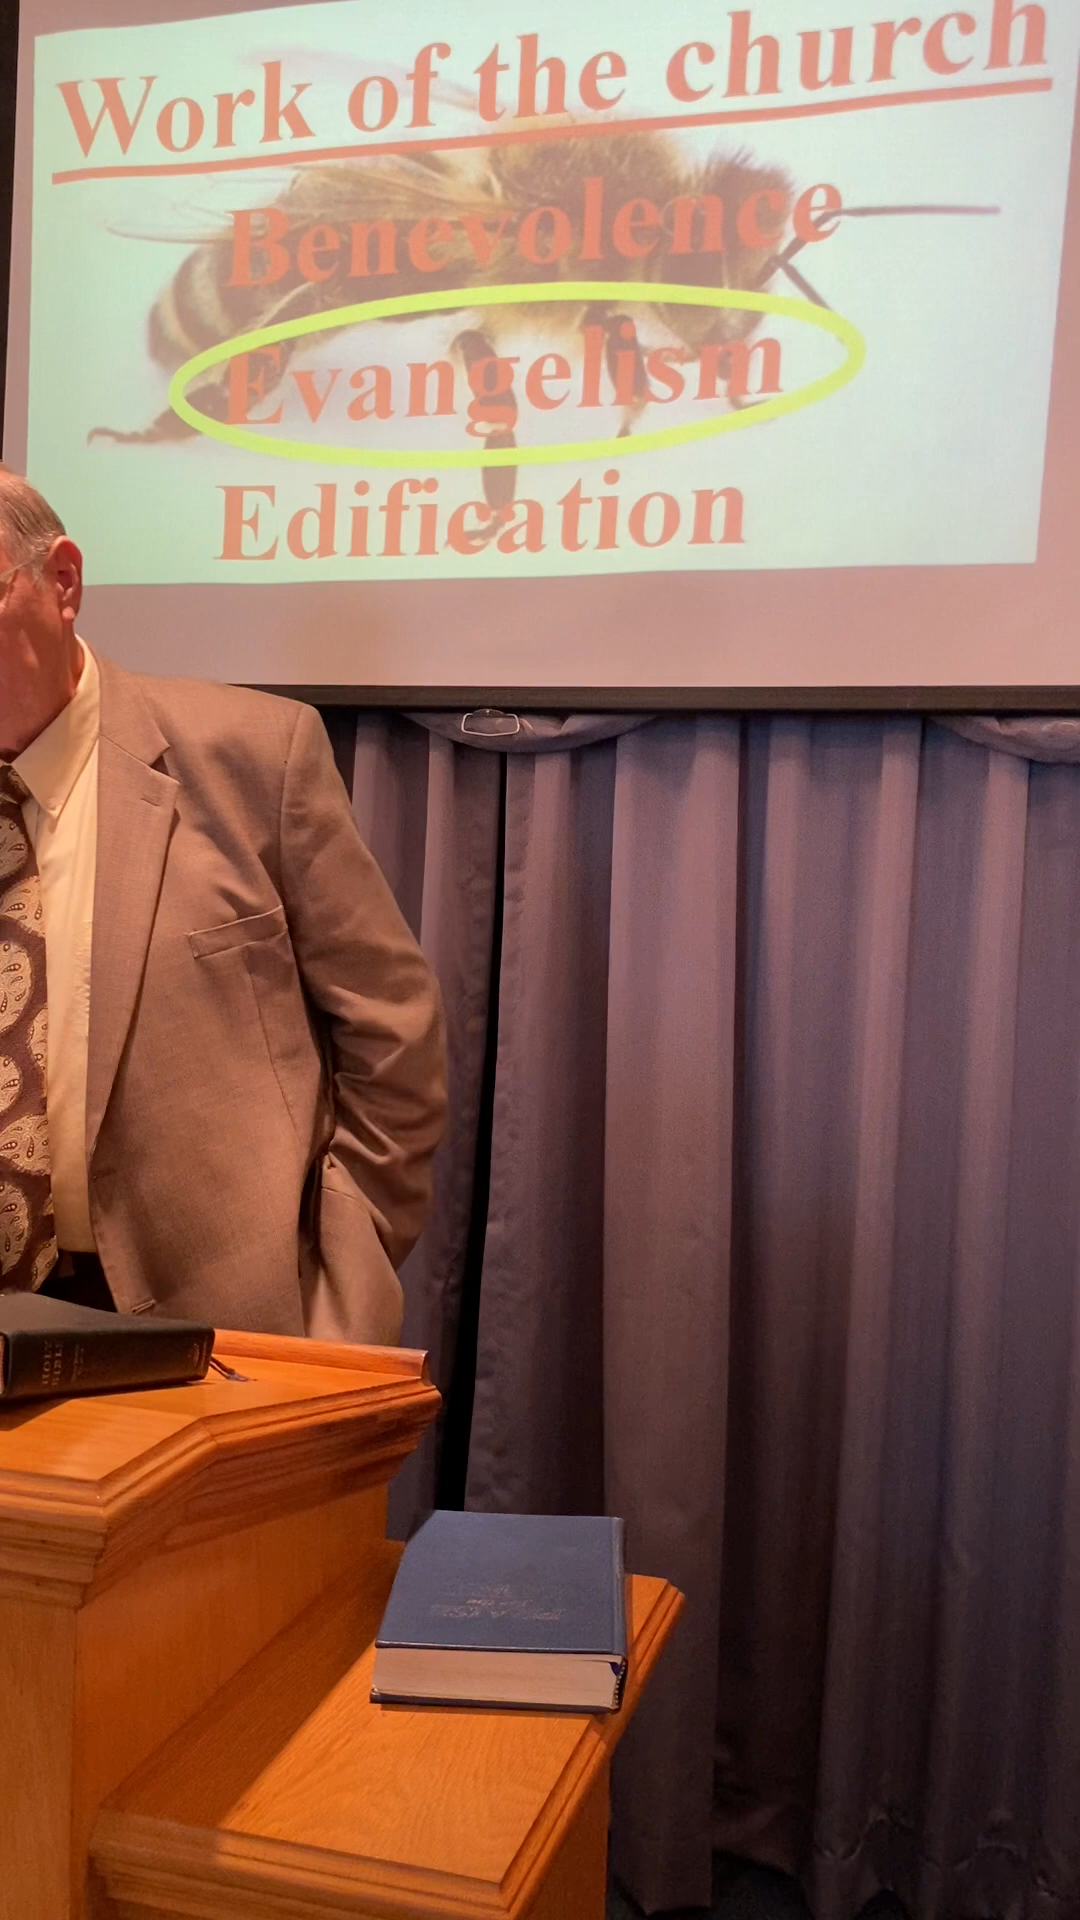 Work of the church
Benevolence
Evangelism
Edification